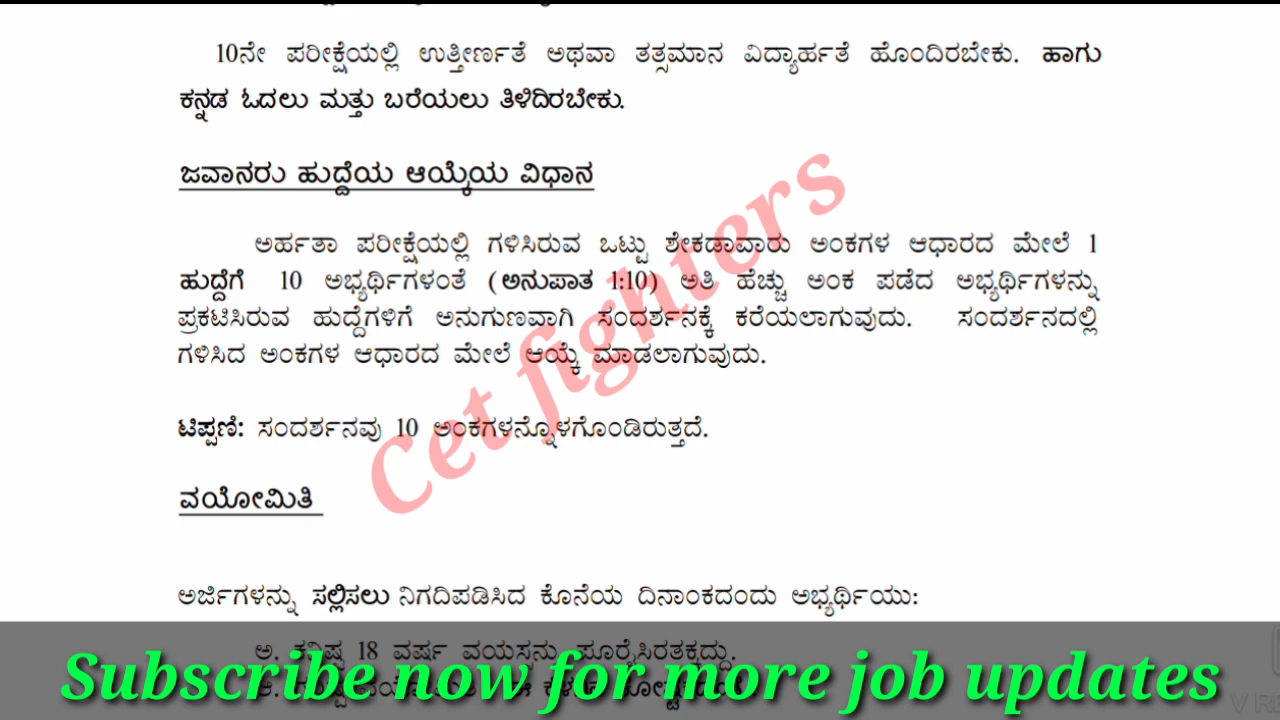 10ನೇ ಪರೀಕ್ಷೆಯಲ್ಲಿ ಉತ್ತೀರ್ಣತೆ ಅಥವಾ ತತ್ಸಮಾನ ವಿದ್ಯಾರ್ಹತೆ ಹೊಂದಿರಬೇಕು. ಹಾಗು
ಕನ್ನಡ ಓದಲು ಮತ್ತು ಬರೆಯಲು ತಿಳಿದಿರಬೇಕು.
ಜವಾನರು ಹುದ್ದೆಯ ಆಯ್ಕೆಯ ವಿಧಾನ
ಅರ್ಹತಾ ಪರೀಕ್ಷೆಯಲ್ಲಿ ಗಳಿಸಿರುವ ಒಟ್ಟು ಶೇಕಡಾವಾರು ಅಂಕಗಳ ಆಧಾರದ ಮೇಲೆ 1
ಹುದ್ದೆಗೆ 10 ಅಭ್ಯರ್ಥಿಗಳಂತೆ (ಅನುಪಾತ 1:10) ಅತಿ ಹೆಚ್ಚು ಅಂಕ ಪಡೆದ ಅಭ್ಯರ್ಥಿಗಳನ್ನು
ಪ್ರಕಟಿಸಿರುವ ಹುದ್ದೆಗಳಿಗೆ ಅನುಗುಣವಾಗಿ ಸಂದರ್ಶನಕ್ಕೆ ಕರೆಯಲಾಗುವುದು. ಸಂದರ್ಶನದಲ್ಲಿ
ಗಳಿಸಿದ ಅಂಕಗಳ ಆಧಾರದ ಮೇಲೆ ಆಯ್ಕೆ ಮಾಡಲಾಗುವುದು.
Cet fighters
ಟಿಪ್ಪಣಿ: ಸಂದರ್ಶನವು 10 ಅಂಕಗಳನ್ನೊಳಗೊಂಡಿರುತ್ತದೆ.
ವಯೋಮಿತಿ
ಅರ್ಜಿಗಳನ್ನು ಸಲ್ಲಿಸಲು ನಿಗದಿಪಡಿಸಿದ ಕೊನೆಯ ದಿನಾಂಕದಂದು ಅಭ್ಯರ್ಥಿಯು:
ಅ. ಕನಿಷ್ಠ 18 ವರ್ಷ ವಯಸ್ಸನ್ನು ಪೂರೈಸಿರತಕ್ಕದ್ದು.
Subscribe now for more job updates